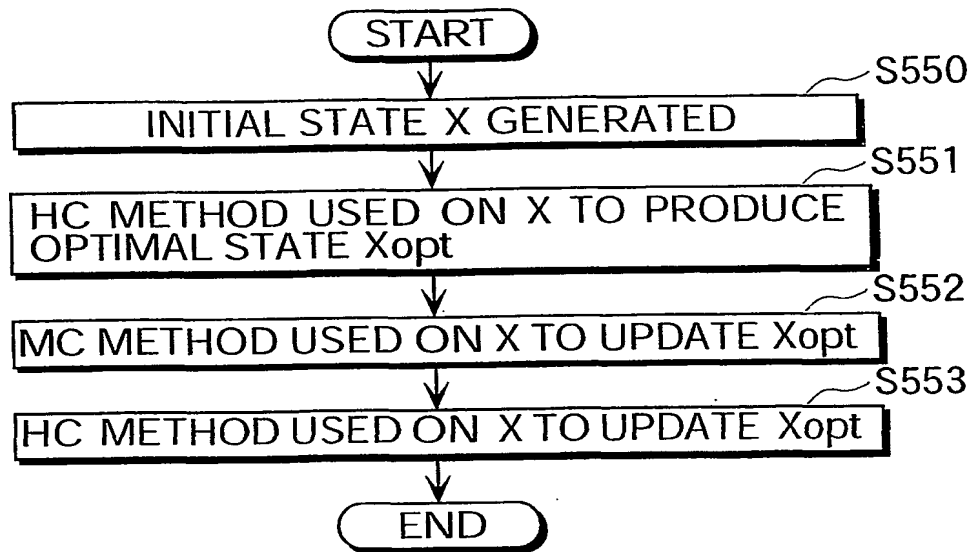 START
S550
INITIAL STATE X GENERATED
S551
HC METHOD USED ON X TO PRODUCE
OPTIMAL STATE Xopt
S552
MC METHOD USED ON X TO UPDATE Xopt
S553
HC METHOD USED ON X TO UPDATE Xopt
END